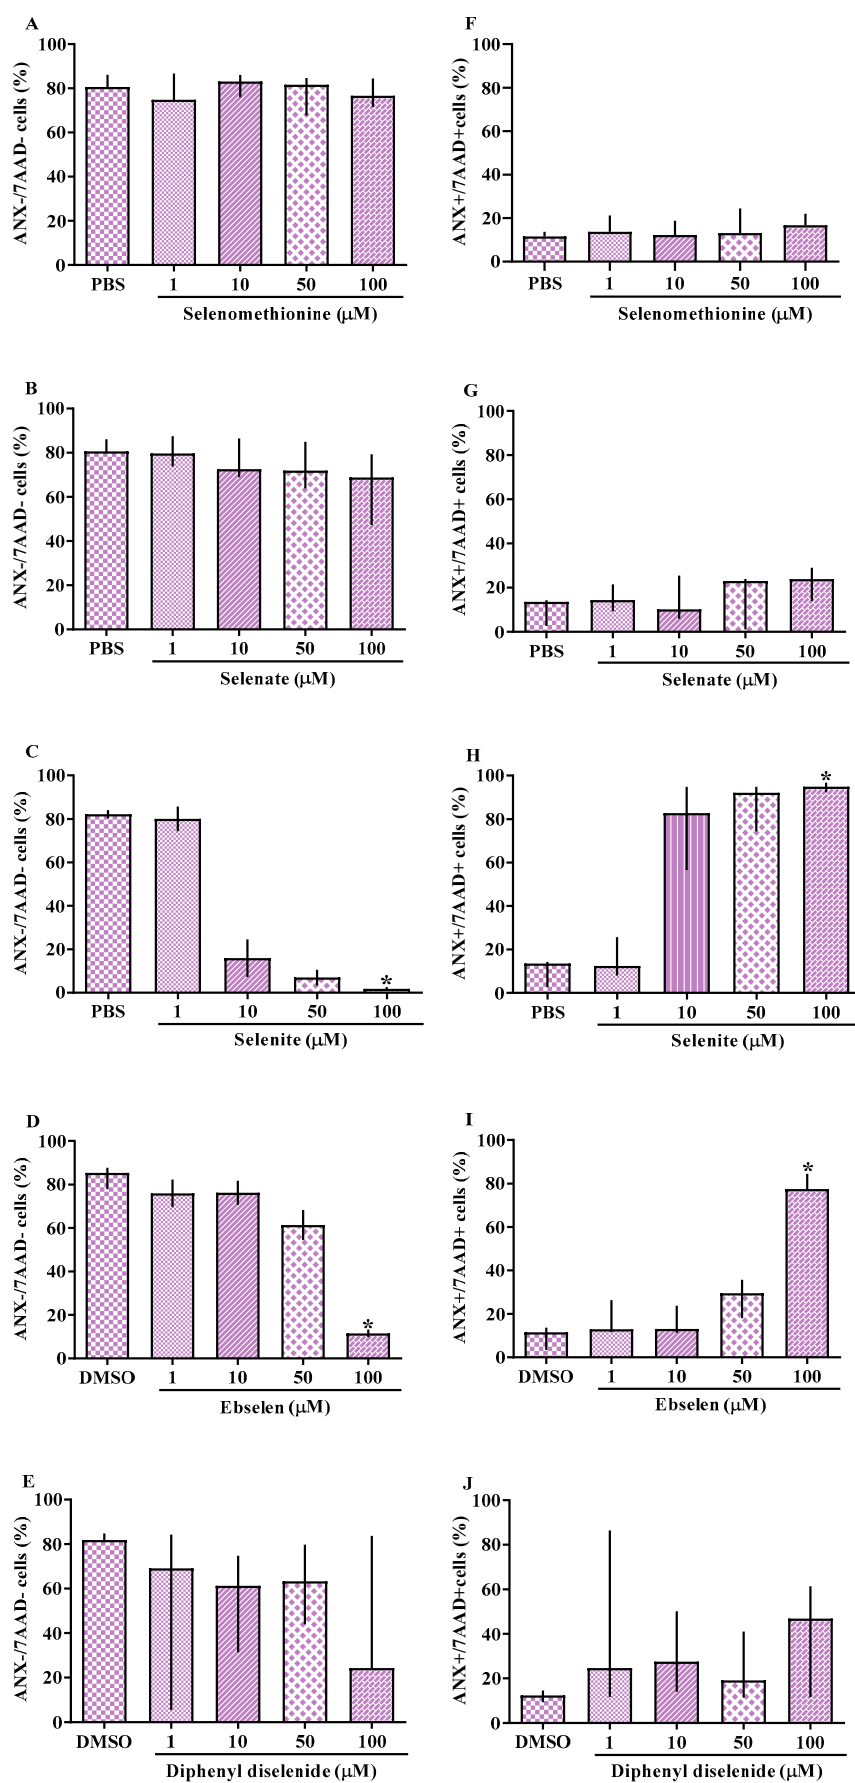 A
ANX-/7AAD- cells (%)
100
80
60
40
20
0
PBS 1 10 50 100
Selenomethionine (μM)
F
ANX+/7AAD+cells (%)
100
80
60
40
20
0
PBS 1 10 50 100
Selenomethionine (μM)
B
ANX-/7AAD- cells (%)
100
80
60
40
20
0
PBS 1 10 50 100
Selenate (μM)
G
ANX+/7AAD+ cells (%)
100
80
60
40
20
0
PBS 1 10 50 100
Selenate (μM)
C
ANX-/7AAD- cells (%)
100
80
60
40
20
0
*
PBS 1 10 50 100
Selenite (μM)
H
ANX+/7AAD+ cells (%)
100
80
60
40
20
0
*
PBS 1 10 50 100
Selenite (μM)
D
ANX-/7AAD- cells (%)
100
80
60
40
20
0
*
DMSO 1 10 50 100
Ebselen (μM)
I
ANX+/7AAD+ cells (%)
100
80
60
40
20
0
*
DMSO 1 10 50 100
Ebselen (μM)
E
ANX-/7AAD- cells (%)
100
80
60
40
20
0
DMSO 1 10 50 100
Diphenyl diselenide (μM)
J
ANX+/7AAD+cells (%)
100
80
60
40
20
0
DMSO 1 10 50 100
Diphenyl diselenide (μM)